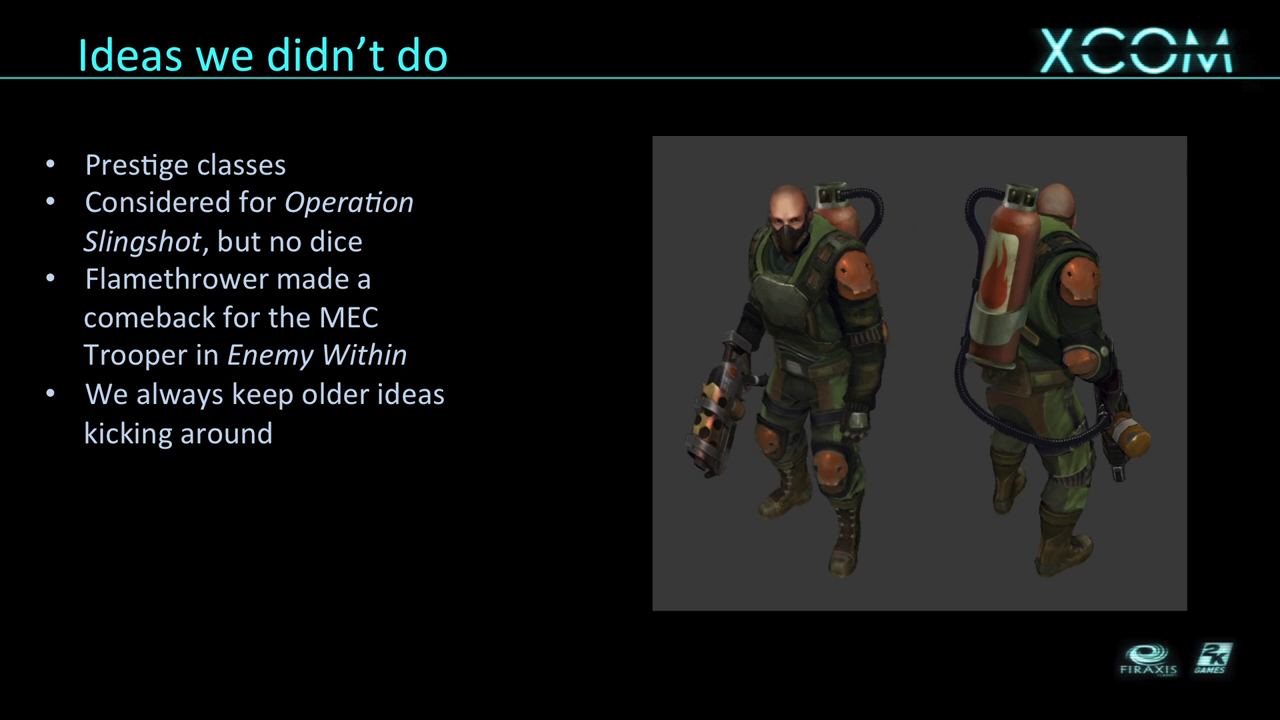 Ideas we didn’t do
XCOM
• Prestige classes
• Considered for Operation
Slingshot, but no dice
• Flamethrower made a
comeback for the MEC
Trooper in Enemy Within
• We always keep older ideas
kicking around
FIRAXIS
2K
GAMES